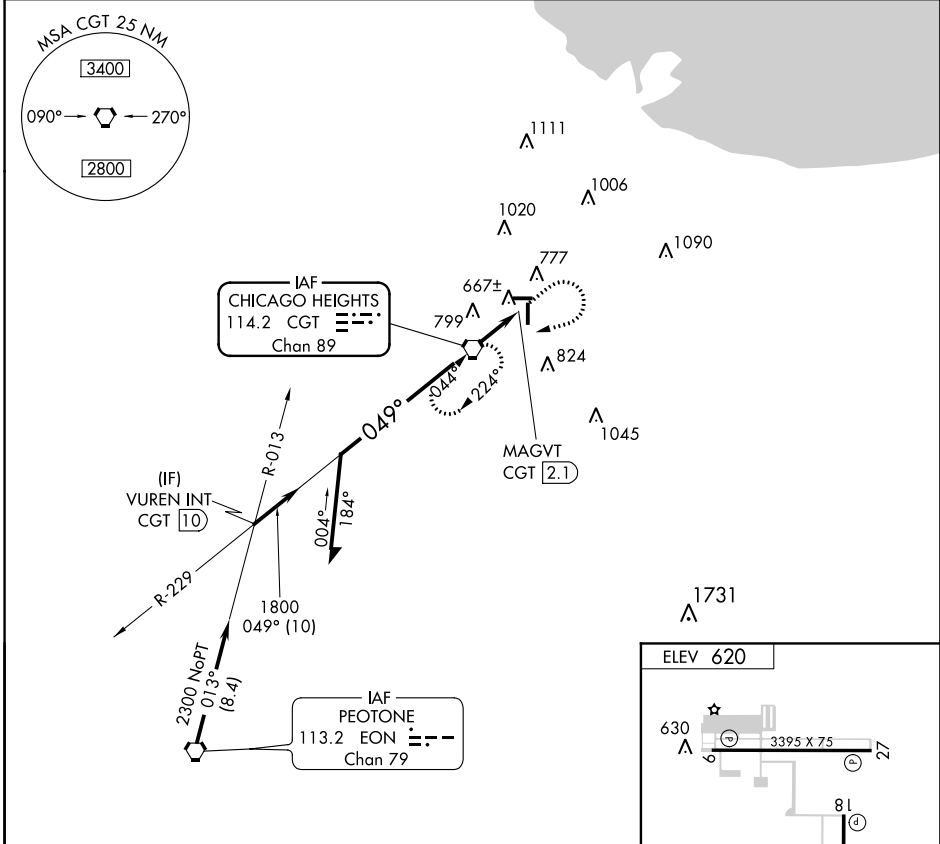 MSA CGT 25 NM
3400
090° 270°
2800
1111
1006
1020
1090
777
667±
799
IAF
CHICAGO HEIGHTS
114.2 CGT
Chan 89
824
044°
224°
049°
1045
MAGVT
CGT 2.1
R-013
(IF)
VUREN INT
CGT 10
004°
184°
R-229
1800
049° (10)
1731
2300 NoPT
013°
(8.4)
IAF
PEOTONE
113.2 EON
Chan 79
ELEV 620
630
P
3395 X 75
9
27
P
18
P